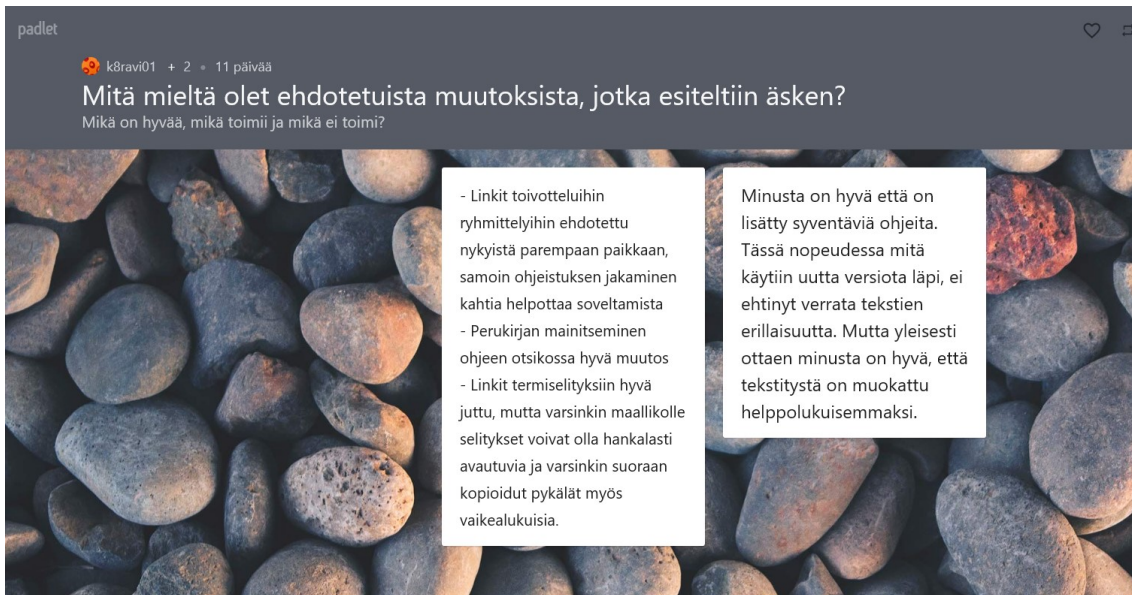 padlet
k8ravi01 + 2 • 11 päivää
Mitä mieltä olet ehdotetuista muutoksista, jotka esiteltiin äsken?
Mikä on hyvää, mikä toimii ja mikä ei toimi?
- Linkit toivotteluihin
ryhmittelyihin ehdotettu
nykyistä parempaan paikkaan,
samoin ohjeistuksen jakaminen
kahtia helpottaa soveltamista
- Perukirjan mainitseminen
ohjeen otsikossa hyvä muutos
- Linkit termiselityksiin hyvä
juttu, mutta varsinkin maallikolle
selitykset voivat olla hankalasti
avautuvia ja varsinkin suoraan
kopioidut pykälät myös
vaikealukuisia.
Minusta on hyvä että on
lisätty syventäviä ohjeita.
Tässä nopeudessa mitä
käytiin uutta versiota läpi, ei
ehtinyt verrata tekstien
erillaisuutta. Mutta yleisesti
ottaen minusta on hyvä, että
tekstitystä on muokattu
helppolukuisemmaksi.